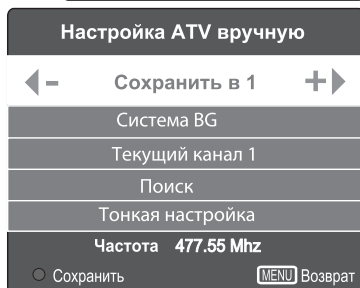 Настройка ATV вручную
- Сохранить в 1 +
Система BG
Текущий канал 1
Поиск
Тонкая настройка
Частота 477.55 Mhz
Сохранить MENU Возврат